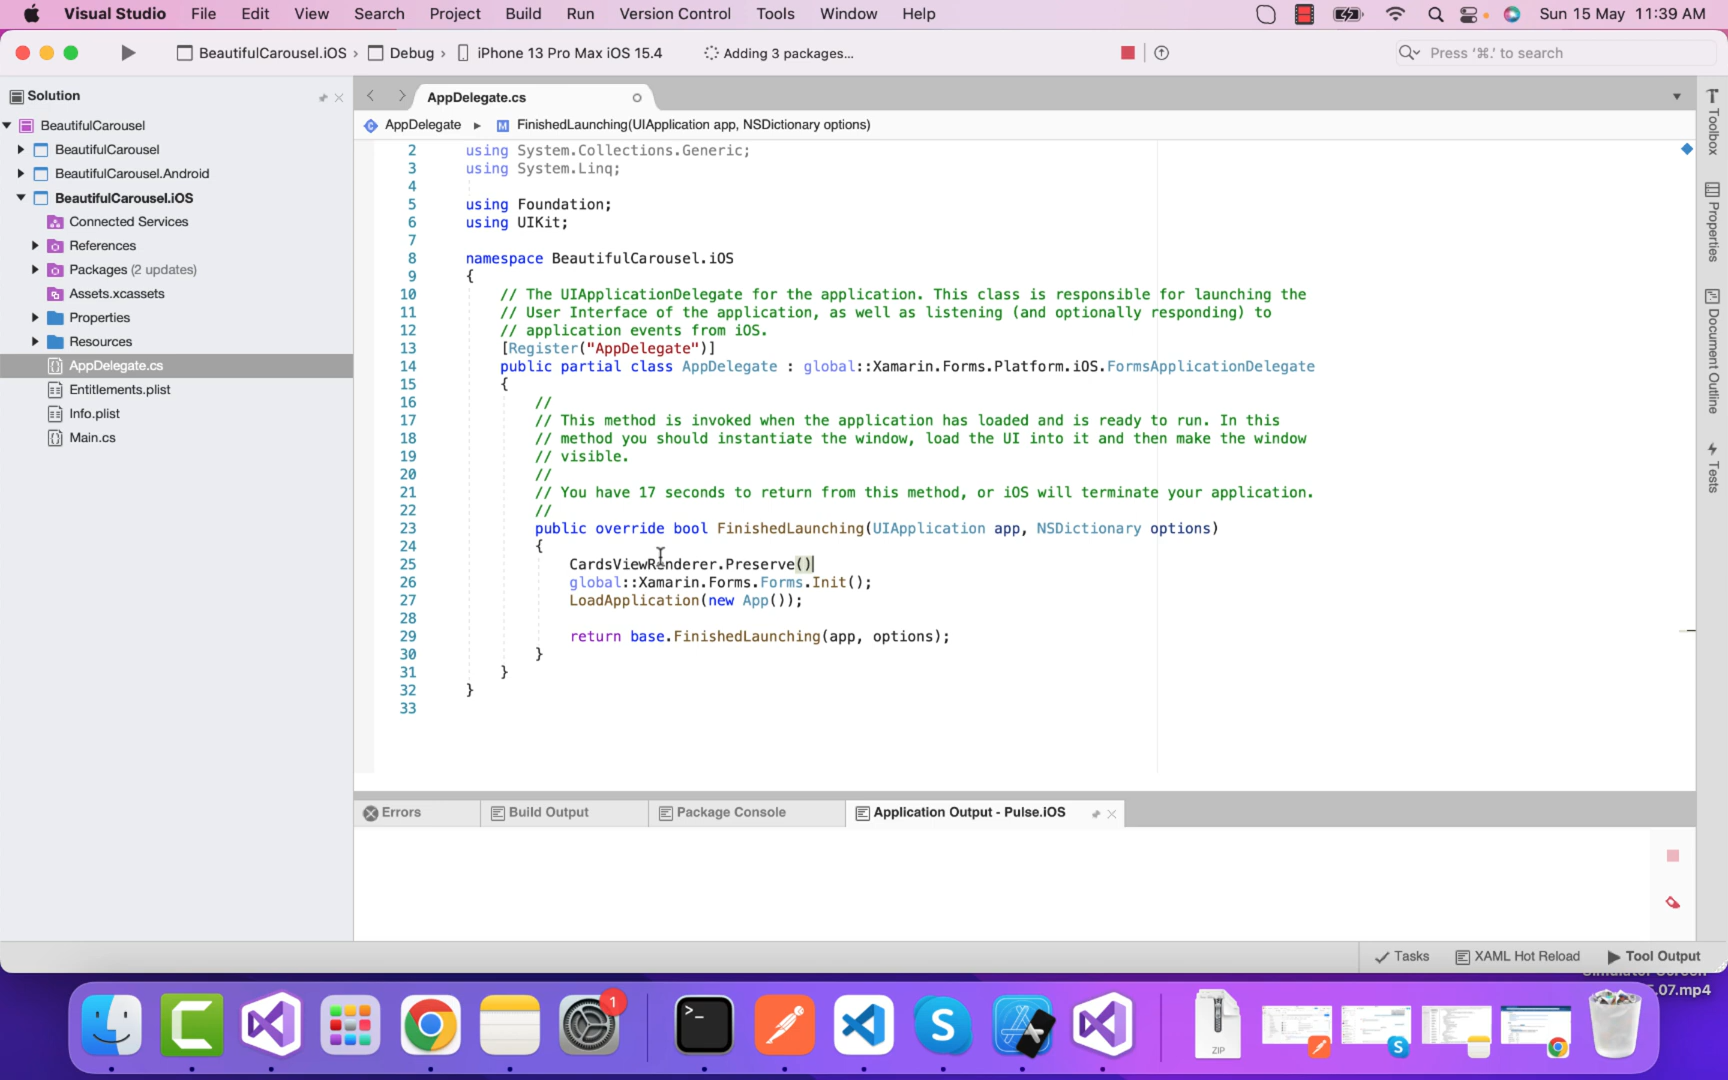 Visual Studio File Edit View Search Project Build Run Version Control Tools Window Help Sun 15 May 11:39 AM
BeautifulCarousel.iOS › Debug › iPhone 13 Pro Max iOS 15.4 Adding 3 packages... Press '⌘.' to search
Solution
BeautifulCarousel
BeautifulCarousel
BeautifulCarousel.Android
BeautifulCarousel.iOS
Connected Services
References
Packages (2 updates)
Assets.xcassets
Properties
Resources
AppDelegate.cs
Entitlements.plist
Info.plist
Main.cs
AppDelegate.cs
AppDelegate ▸ M FinishedLaunching(UIApplication app, NSDictionary options)
2 using System.Collections.Generic;
3 using System.Linq;
4
5 using Foundation;
6 using UIKit;
7
8 namespace BeautifulCarousel.iOS
9 {
10 // The UIApplicationDelegate for the application. This class is responsible for launching the
11 // User Interface of the application, as well as listening (and optionally responding) to
12 // application events from iOS.
13 [Register("AppDelegate")]
14 public partial class AppDelegate : global::Xamarin.Forms.Platform.iOS.FormsApplicationDelegate
15 {
16 //
17 // This method is invoked when the application has loaded and is ready to run. In this
18 // method you should instantiate the window, load the UI into it and then make the window
19 // visible.
20 //
21 // You have 17 seconds to return from this method, or iOS will terminate your application.
22 //
23 public override bool FinishedLaunching(UIApplication app, NSDictionary options)
24 {
25 CardsViewRenderer.Preserve()
26 global::Xamarin.Forms.Forms.Init();
27 LoadApplication(new App());
28
29 return base.FinishedLaunching(app, options);
30 }
31 }
32 }
33
Toolbox
Properties
Document Outline
Tests
Errors Build Output Package Console Application Output - Pulse.iOS
Tasks XAML Hot Reload Tool Output
.07.mp4
1
ZIP